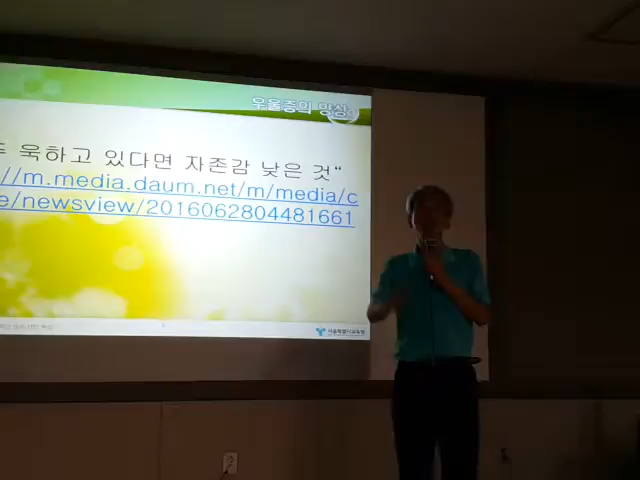 우울증의 양상
욱하고 있다면 자존감 낮은 것“
//m.media.daum.net/m/media/c
e/newsview/20160628044816​61
서울특별시교육청